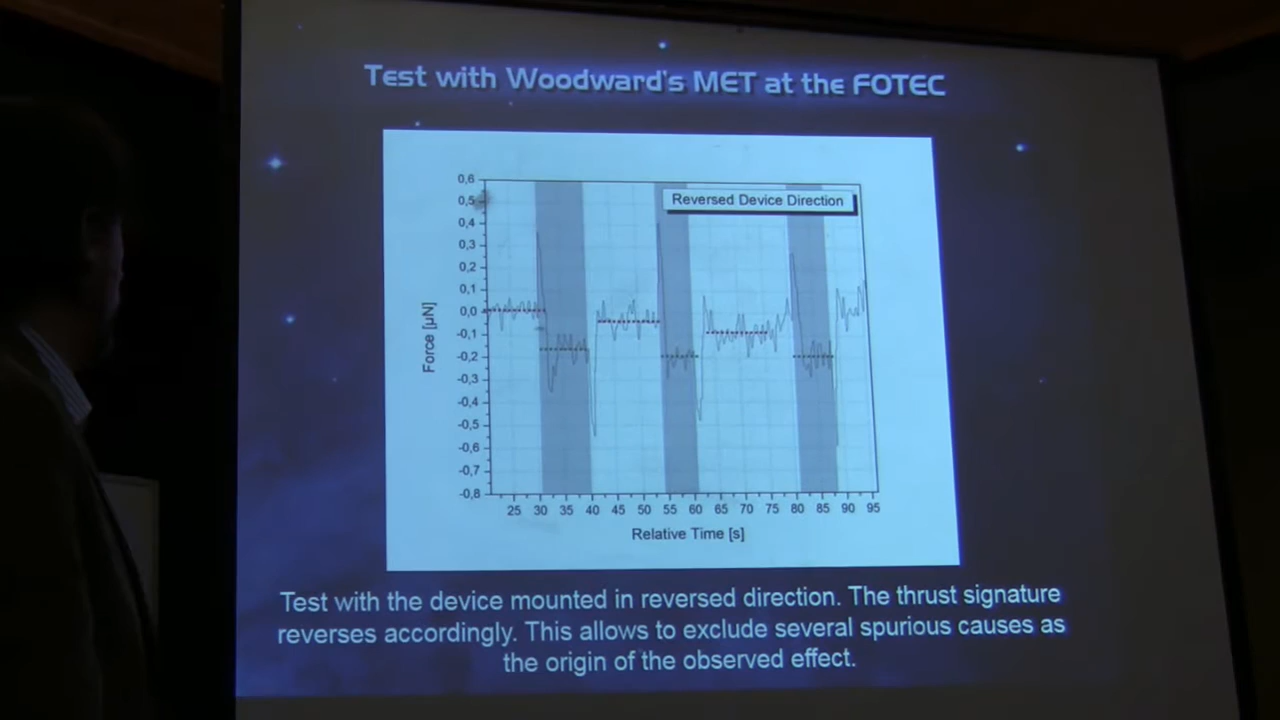 Test with Woodward's MET at the FOTEC
Reversed Device Direction
0,6
0,5
0,4
0,3
0,2
0,1
0,0
-0,1
-0,2
-0,3
-0,4
-0,5
-0,6
-0,7
-0,8
Force [µN]
25 30 35 40 45 50 55 60 65 70 75 80 85 90 95
Relative Time [s]
Test with the device mounted in reversed direction. The thrust signature
reverses accordingly. This allows to exclude several spurious causes as
the origin of the observed effect.